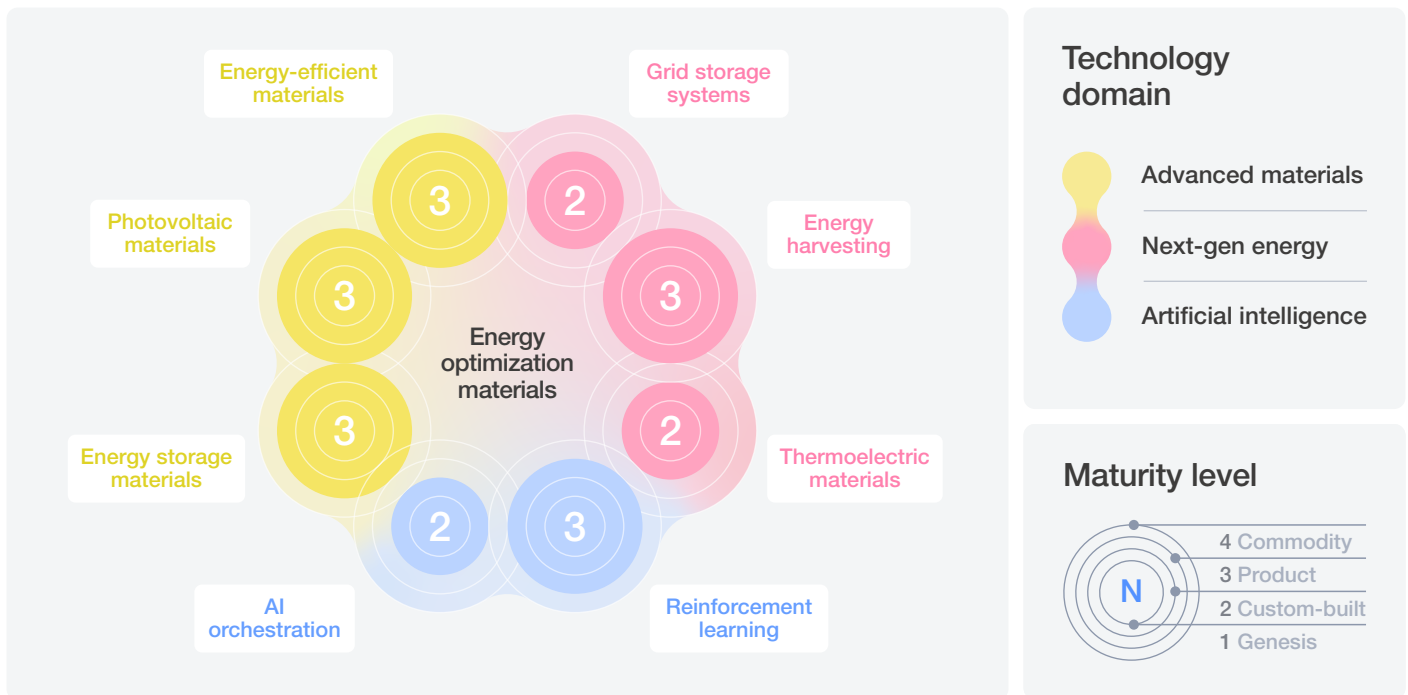 Energy-efficient
materials
Grid storage
systems
3
2
Photovoltaic
materials
Energy
harvesting
3
3
Energy
optimization
materials
3
2
Energy storage
materials
Thermoelectric
materials
2
3
AI
orchestration
Reinforcement
learning
Technology
domain
Advanced materials
Next-gen energy
Artificial intelligence
Maturity level
N
4 Commodity
3 Product
2 Custom-built
1 Genesis